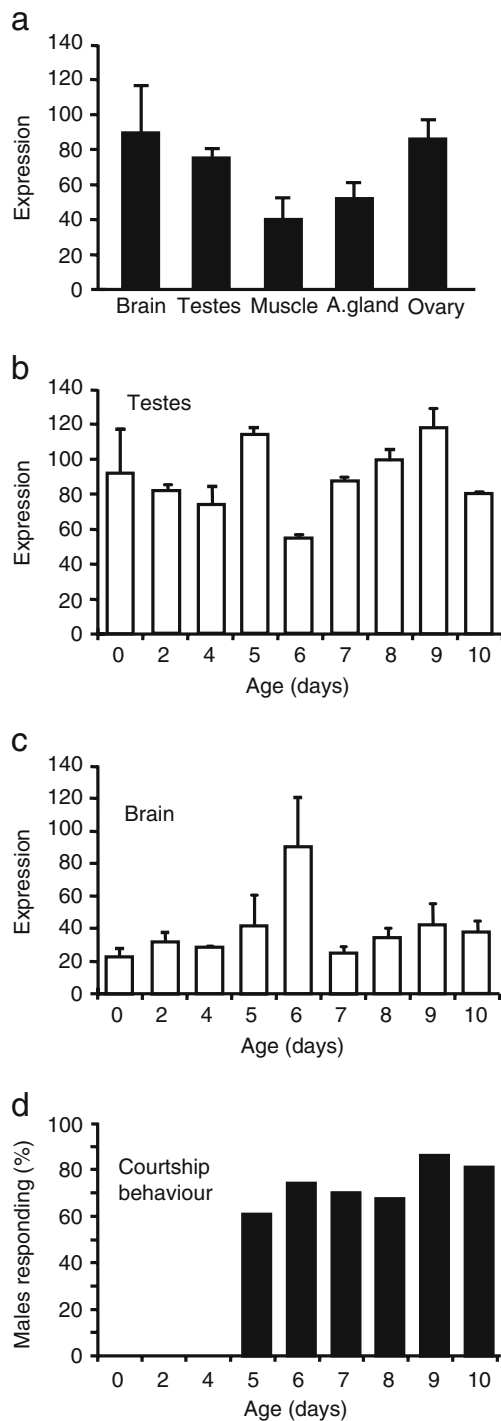 a
140
120
100
80
60
40
20
0
Expression
Brain Testes Muscle A.gland Ovary
b
140
120
100
80
60
40
20
0
Expression
Testes
0 2 4 5 6 7 8 9 10
Age (days)
c
140
120
100
80
60
40
20
0
Expression
Brain
0 2 4 5 6 7 8 9 10
Age (days)
d
100
80
60
40
20
0
Males responding (%)
Courtship
behaviour
0 2 4 5 6 7 8 9 10
Age (days)